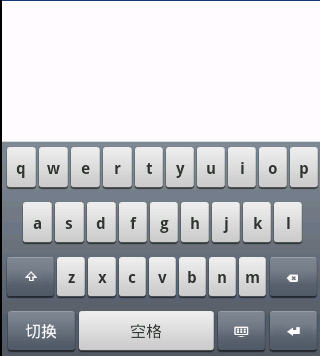 q w e r t y u i o p
a s d f g h j k l
z x c v b n m
切换 空格